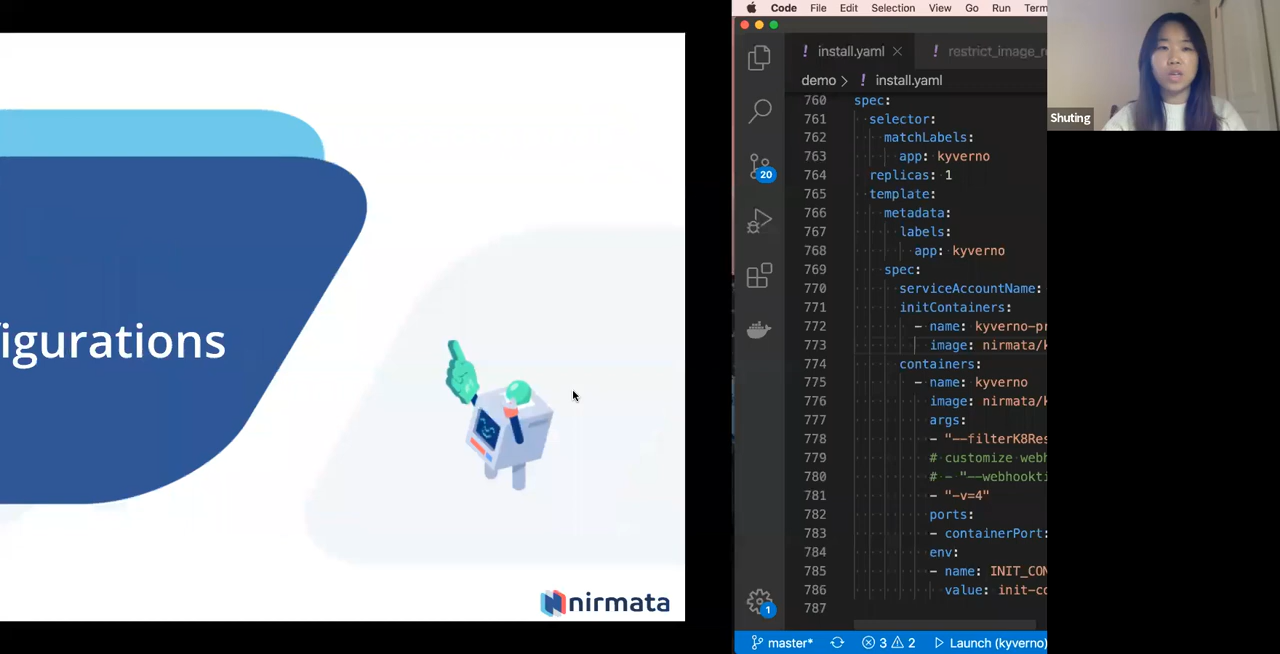 figurations
nirmata
Code File Edit Selection View Go Run Term
install.yaml restrict_image_r
demo > install.yaml
760 spec:
761 selector:
762 matchLabels:
763 app: kyverno
764 replicas: 1
765 template:
766 metadata:
767 labels:
768 app: kyverno
769 spec:
770 serviceAccountName:
771 initContainers:
772 - name: kyverno-pr
773 image: nirmata/k
774 containers:
775 - name: kyverno
776 image: nirmata/k
777 args:
778 - "--filterK8Res
779 # customize webh
780 # - "--webhookti
781 - "-v=4"
782 ports:
783 - containerPort:
784 env:
785 - name: INIT_CON
786 value: init-co
787
20
1
master* 3 2 Launch (kyverno)
Shuting